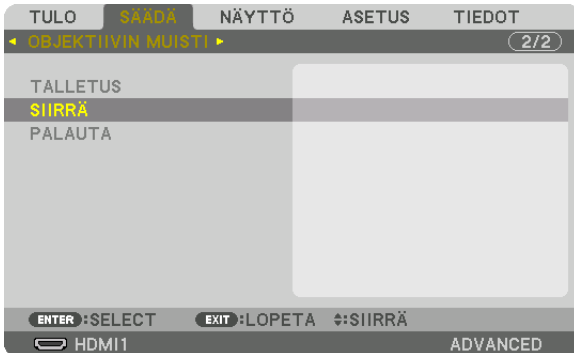 TULO SÄÄDÄ NÄYTTÖ ASETUS TIEDOT
OBJEKTIIVIN MUISTI 2/2
TALLETUS
SIIRRÄ
PALAUTA
ENTER :SELECT EXIT :LOPETA :SIIRRÄ
HDMI1 ADVANCED